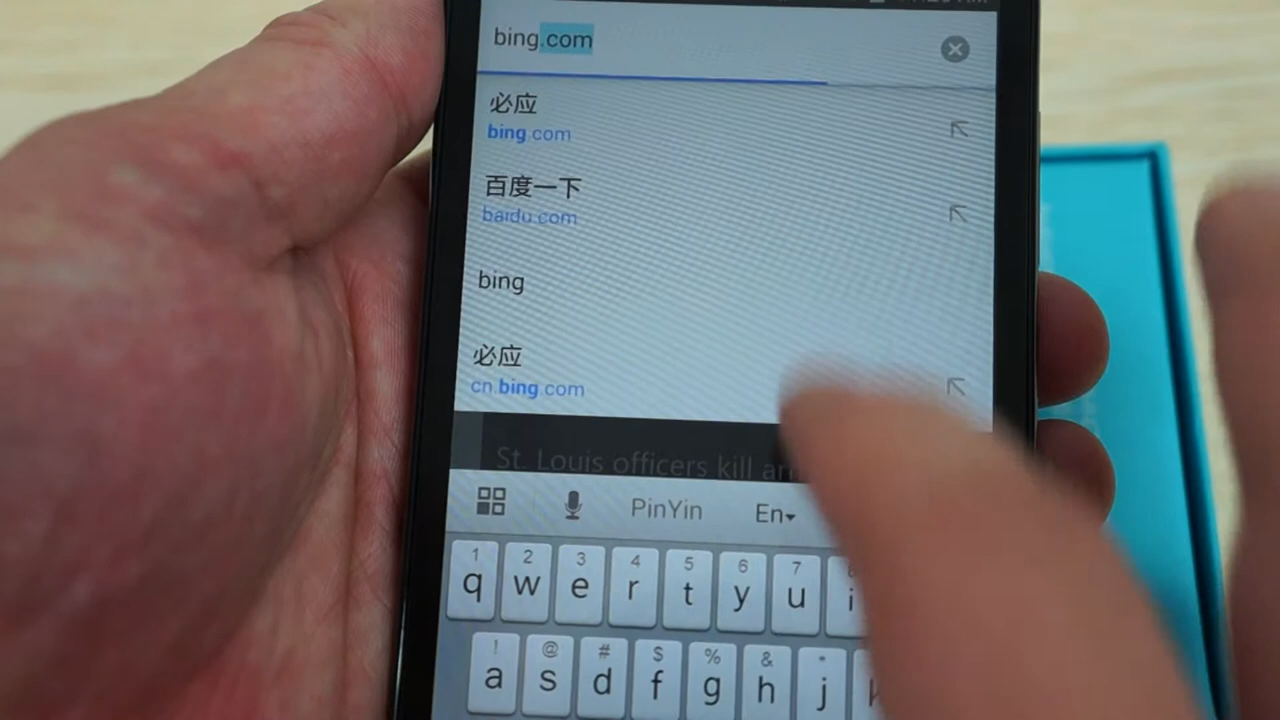 bing.com
必应
bing.com
百度一下
baidu.com
bing
必应
cn.bing.com
St. Louis officers kill
PinYin En
1 2 3 4 5 6 7
q w e r t y u i
! @ # $ % & *
a s d f g h j